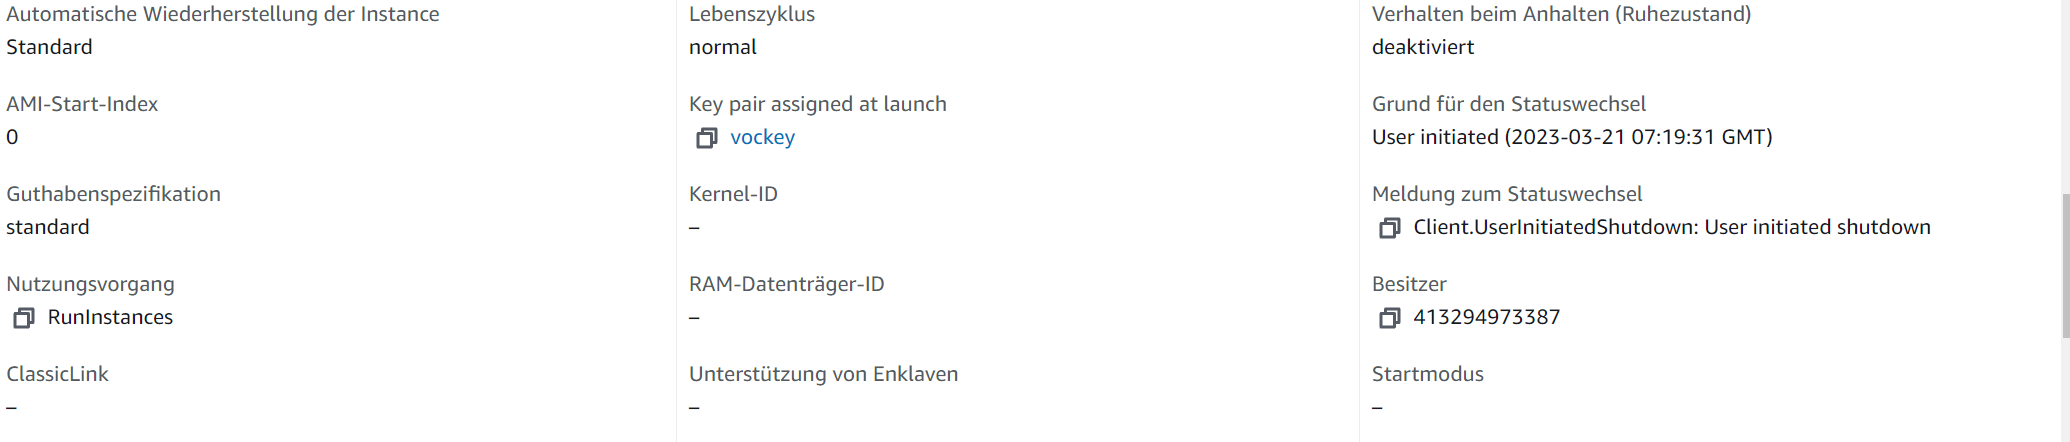 Automatische Wiederherstellung der Instance
Standard
AMI-Start-Index
0
Guthabenspezifikation
standard
Nutzungsvorgang
RunInstances
ClassicLink
–
Lebenszyklus
normal
Key pair assigned at launch
vockey
Kernel-ID
–
RAM-Datenträger-ID
–
Unterstützung von Enklaven
–
Verhalten beim Anhalten (Ruhezustand)
deaktiviert
Grund für den Statuswechsel
User initiated (2023-03-21 07:19:31 GMT)
Meldung zum Statuswechsel
Client.UserInitiatedShutdown: User initiated shutdown
Besitzer
413294973387
Startmodus
–